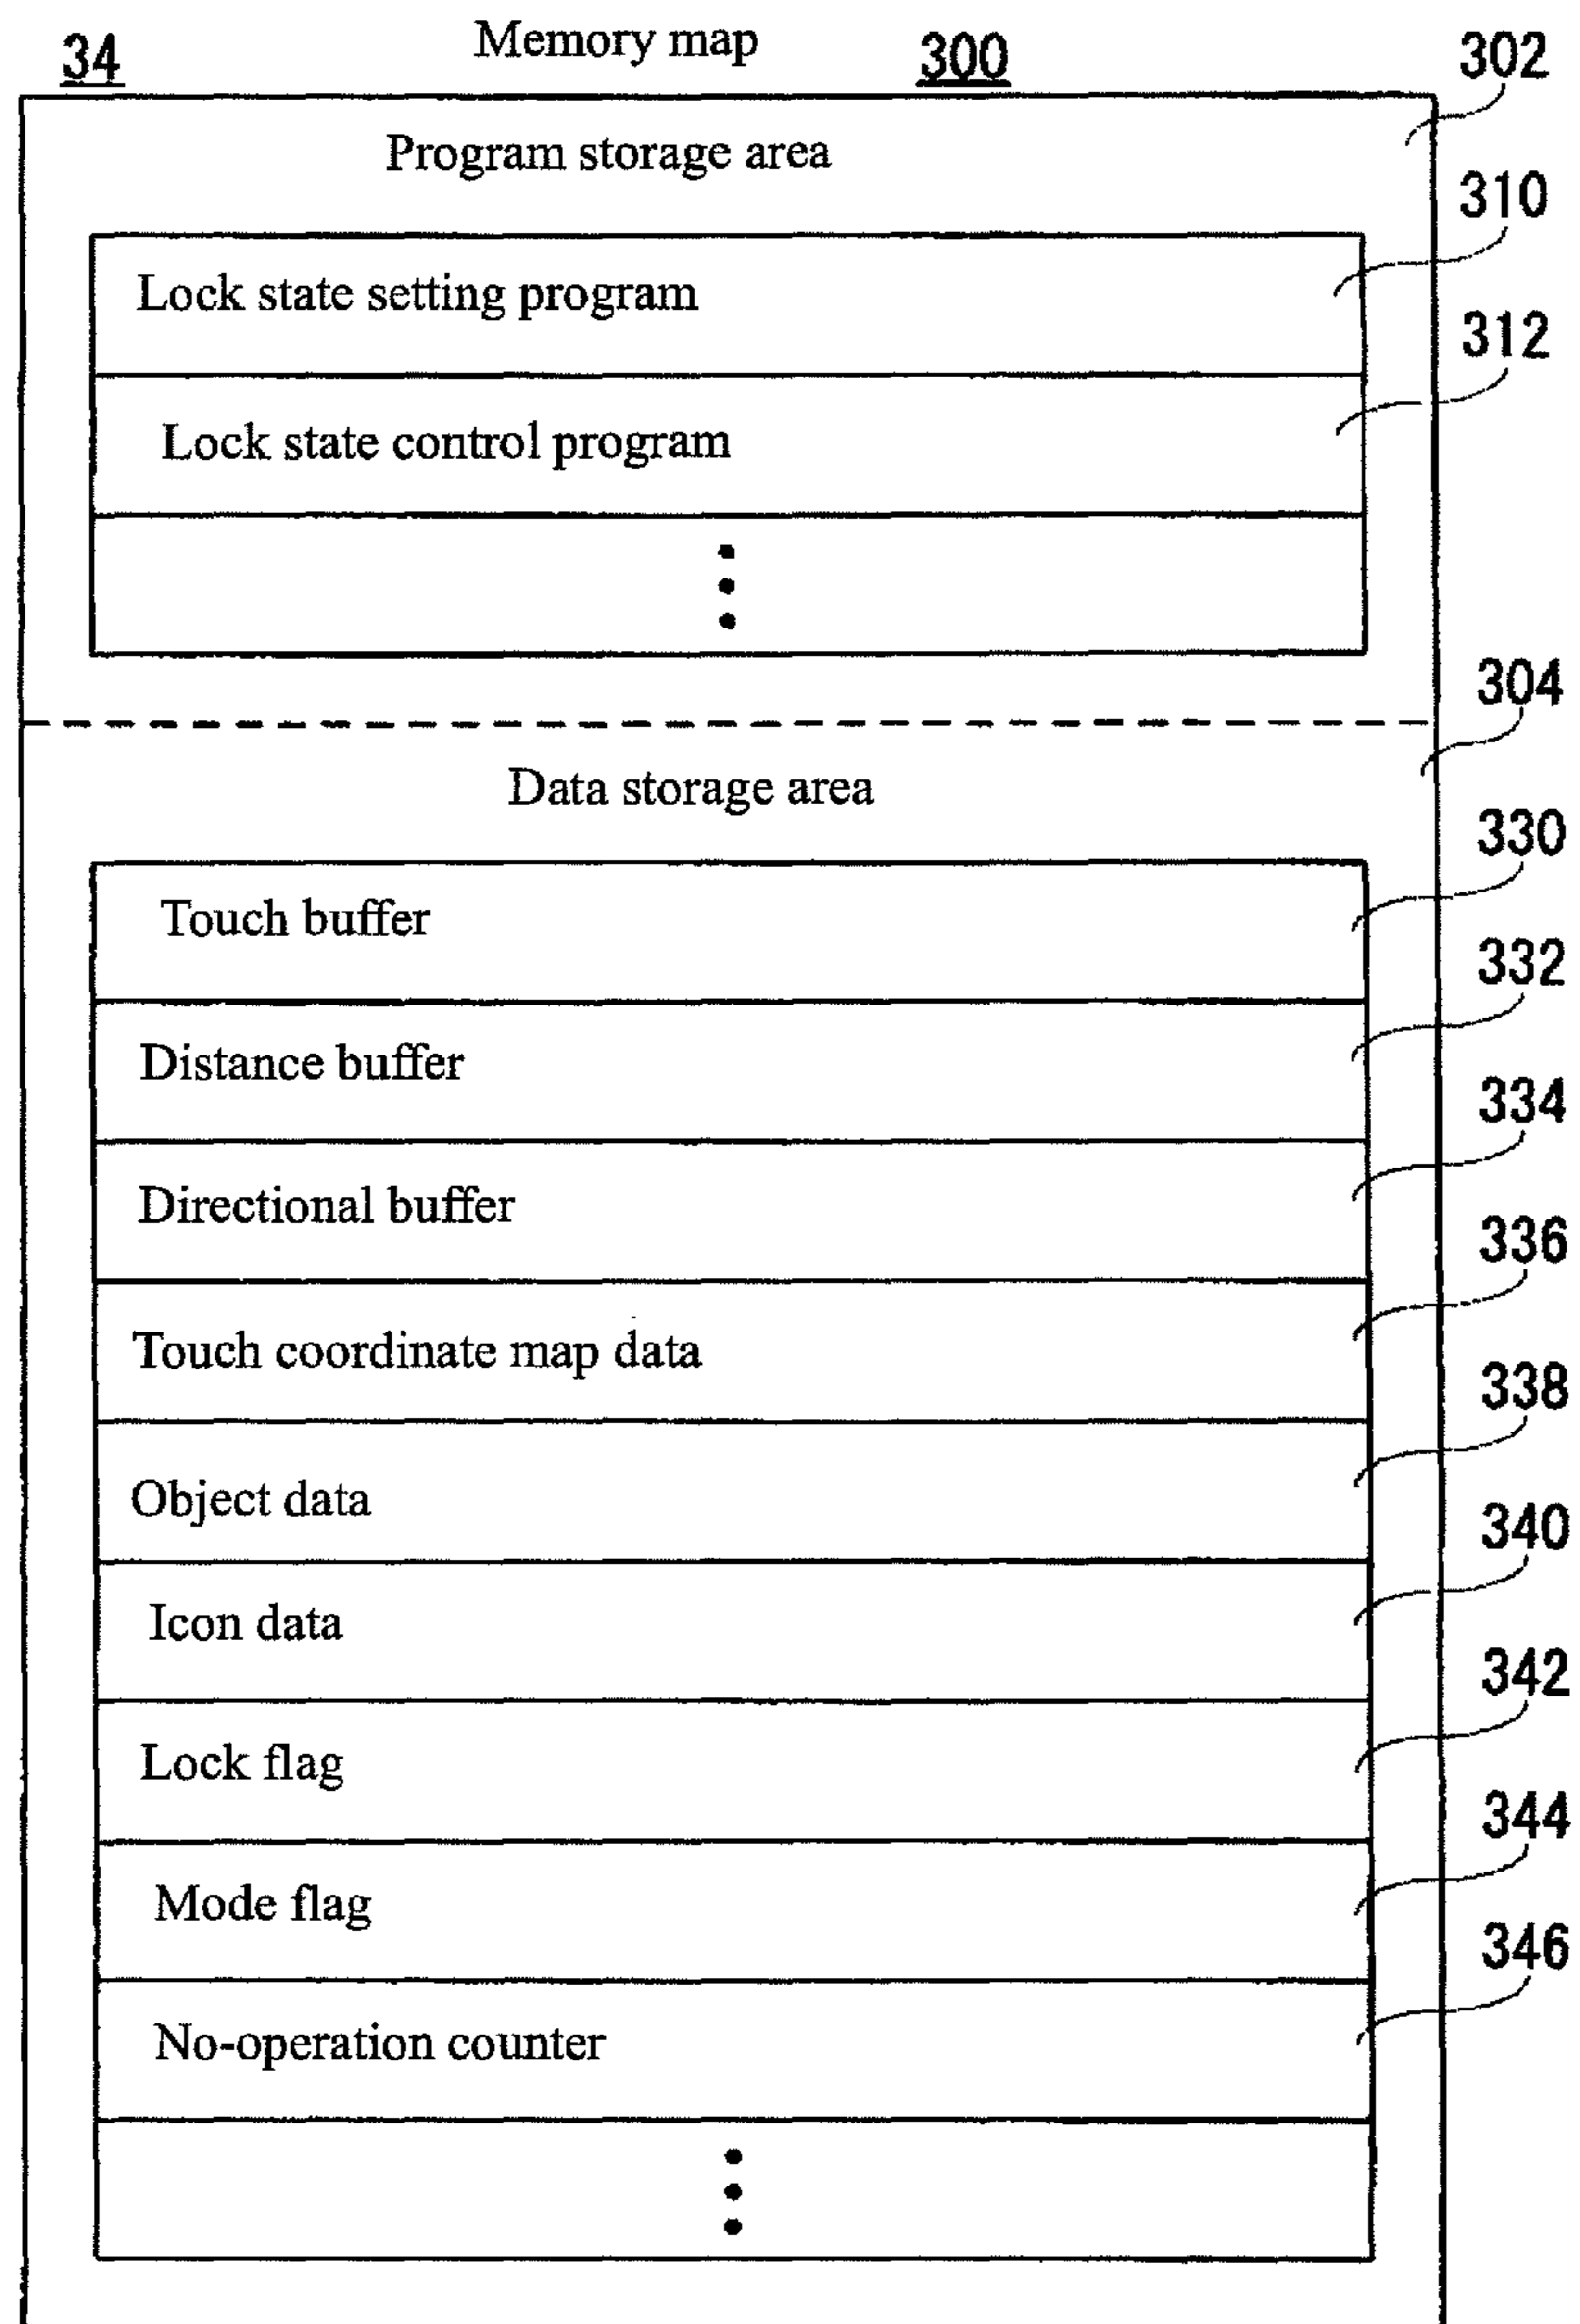 34 Memory map 300
302
Program storage area
310
Lock state setting program
312
Lock state control program
304
Data storage area
330
Touch buffer
332
Distance buffer
334
Directional buffer
336
Touch coordinate map data
338
Object data
340
Icon data
342
Lock flag
344
Mode flag
346
No-operation counter